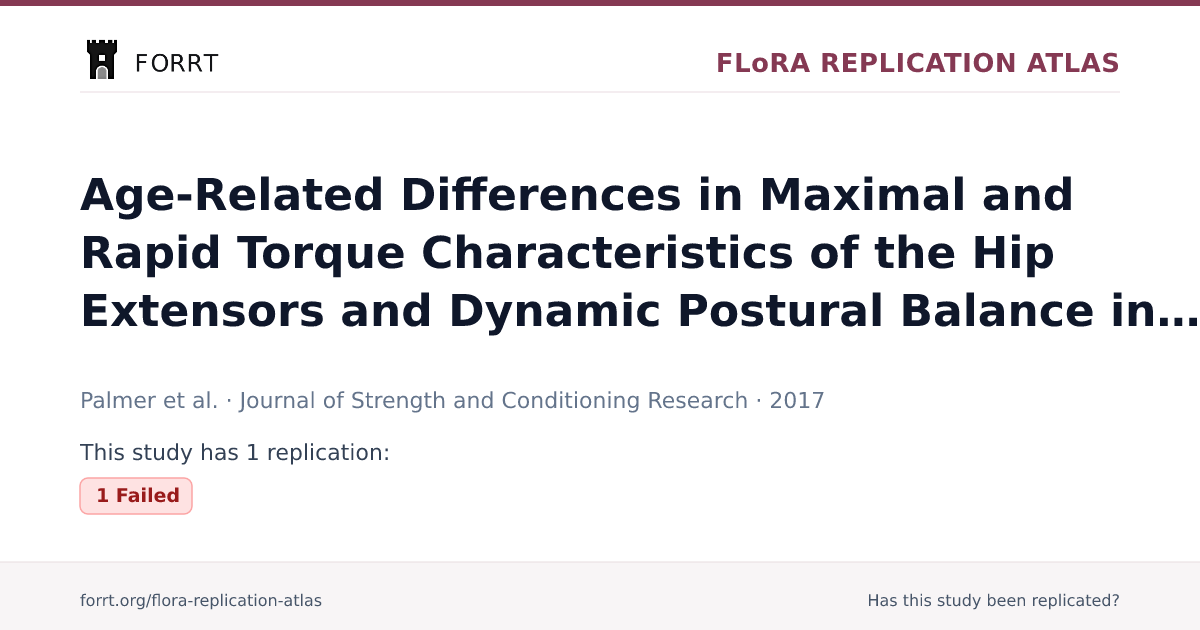 FORRT
FLoRA REPLICATION ATLAS
Age-Related Differences in Maximal and
Rapid Torque Characteristics of the Hip
Extensors and Dynamic Postural Balance in…
Palmer et al. · Journal of Strength and Conditioning Research · 2017
This study has 1 replication:
1 Failed
forrt.org/flora-replication-atlas
Has this study been replicated?